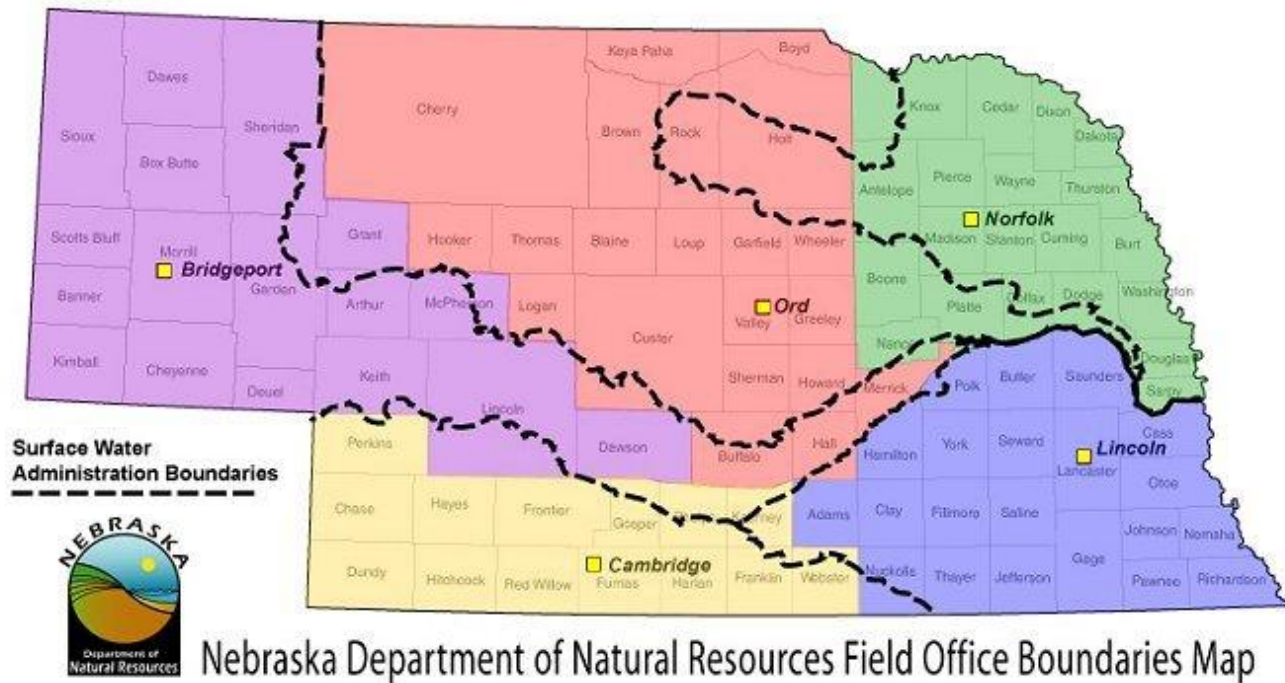 Keya Paha
Boyd
Dawes
Cherry
Knox
Cedar
Dixon
Sioux
Sheridan
Brown
Rock
Holt
Dakota
Box Butte
Antelope
Pierce
Wayne
Thurston
Norfolk
Scotts Bluff
Morrill
Grant
Hooker
Thomas
Blaine
Loup
Garfield
Wheeler
Madison
Stanton
Cuming
Burt
Bridgeport
Boone
Banner
Garden
Arthur
McPherson
Logan
Ord
Platte
Colfax
Dodge
Washington
Custer
Valley
Greeley
Nance
Kimball
Cheyenne
Deuel
Keith
Sherman
Howard
Merrick
Polk
Butler
Saunders
Douglas
Sarpy
Lincoln
Surface Water
Administration Boundaries
Perkins
Dawson
Buffalo
Hall
Hamilton
York
Seward
Lincoln
Lancaster
Cass
Otoe
Chase
Hayes
Frontier
Gosper
Phelps
Kearney
Adams
Clay
Fillmore
Saline
Johnson
Nemaha
Gage
Cambridge
Dundy
Hitchcock
Red Willow
Furnas
Harlan
Franklin
Webster
Nuckolls
Thayer
Jefferson
Pawnee
Richardson
NEBRASKA
Department of
Natural Resources
Nebraska Department of Natural Resources Field Office Boundaries Map